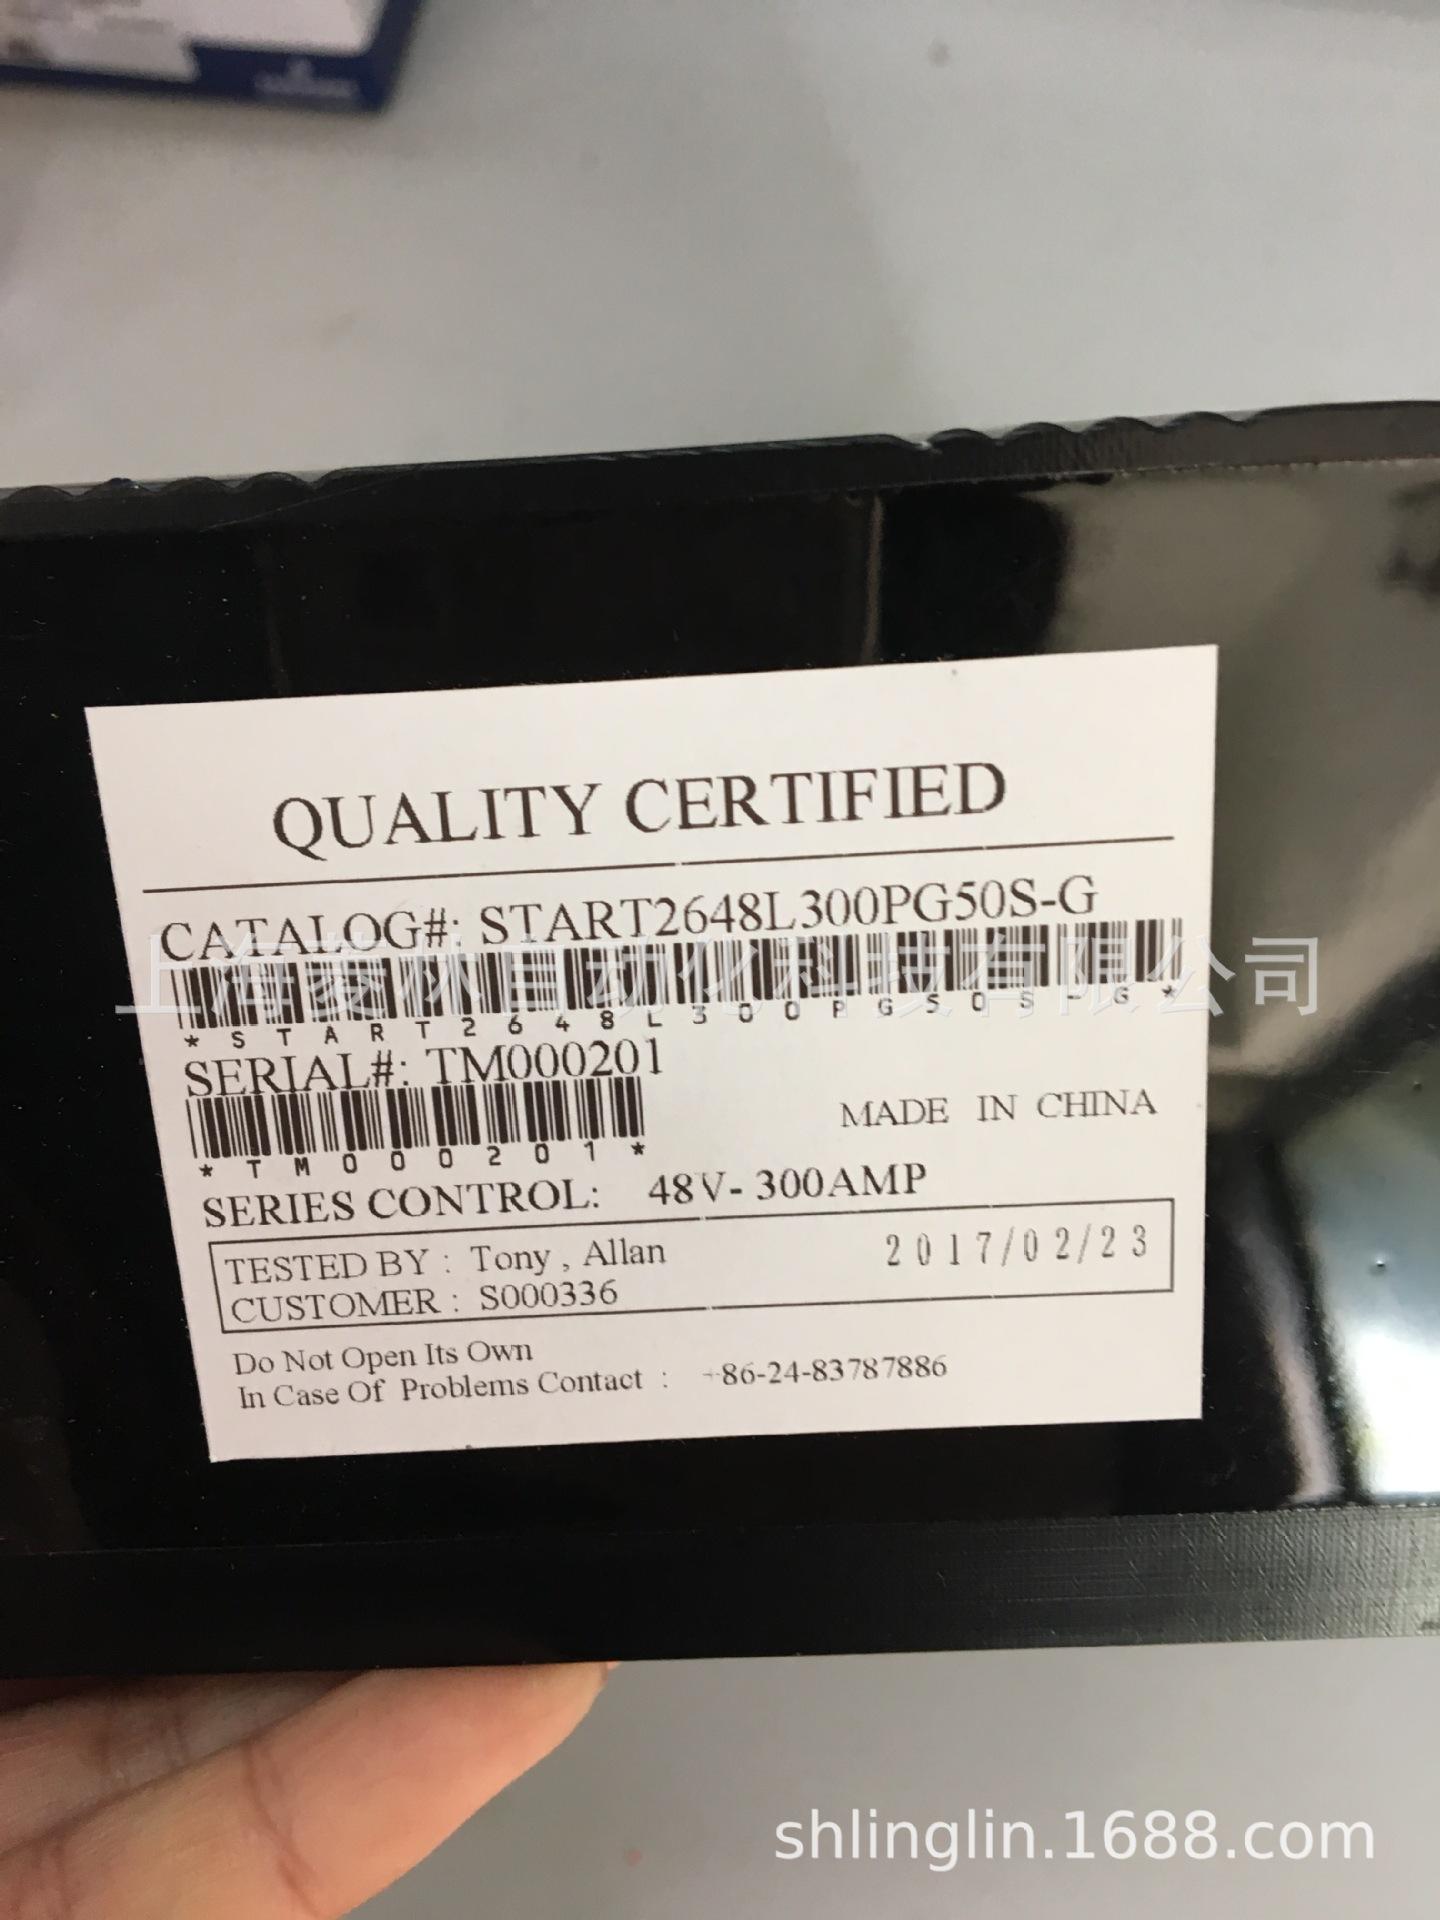 QUALITY CERTIFIED
CATALOG#: START2648L300PG50S-G
*START2648L300PG50S-G*
上海菱林自动化科技有限公司
SERIAL#: TM000201
*TM000201*
MADE IN CHINA
SERIES CONTROL: 48V-300AMP
TESTED BY : Tony , Allan 2017/02/23
CUSTOMER : S000336
Do Not Open Its Own
In Case Of Problems Contact : +86-24-83787886
shlinglin.1688.com